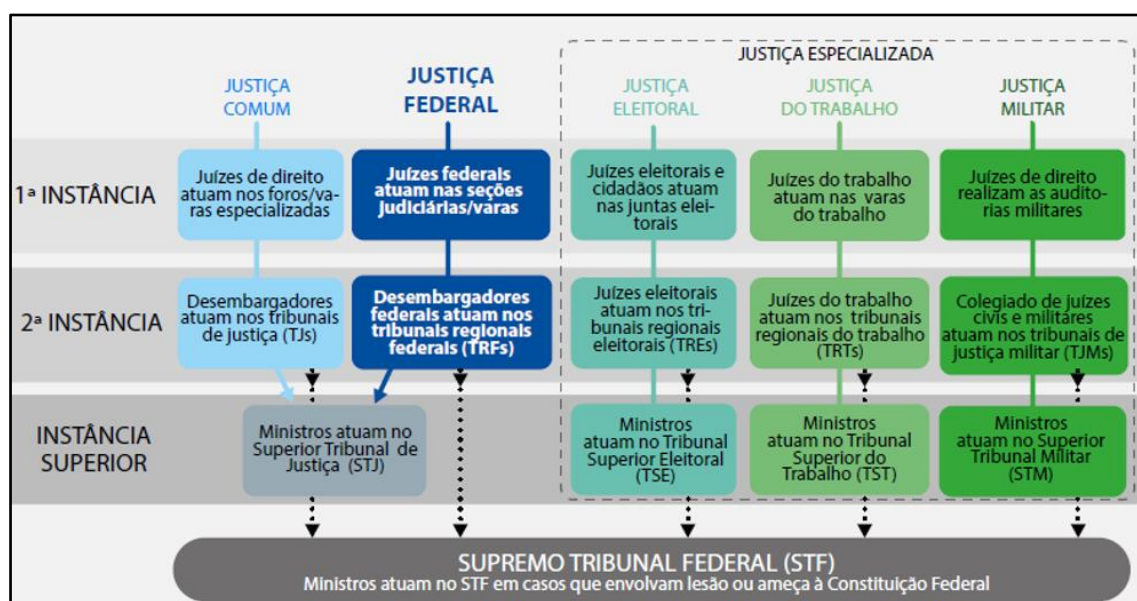 JUSTIÇA ESPECIALIZADA
JUSTIÇA
COMUM
JUSTIÇA
FEDERAL
JUSTIÇA
ELEITORAL
JUSTIÇA
DO TRABALHO
JUSTIÇA
MILITAR
1ª INSTÂNCIA
Juízes de direito
atuam nos foros/va-
ras especializadas
Juízes federais
atuam nas seções
judiciárias/varas
Juízes eleitorais e
cidadãos atuam
nas juntas elei-
torais
Juízes do trabalho
atuam nas varas
do trabalho
Juízes de direito
realizam as audito-
rias militares
2ª INSTÂNCIA
Desembargadores
atuam nos tribunais
de justiça (TJs)
Desembargadores
federais atuam nos
tribunais regionais
federais (TRFs)
Juízes eleitorais
atuam nos tri-
bunais regionais
eleitorais (TREs)
Juízes do trabalho
atuam nos tribunais
regionais do trabalho
(TRTs)
Colegiado de juízes
civis e militares
atuam nos tribunais de
justiça militar (TJMs)
INSTÂNCIA
SUPERIOR
Ministros atuam no
Superior Tribunal de
Justiça (STJ)
Ministros
atuam no Tribunal
Superior Eleitoral
(TSE)
Ministros
atuam no Tribunal
Superior do
Trabalho (TST)
Ministros
atuam no Superior
Tribunal Militar
(STM)
SUPREMO TRIBUNAL FEDERAL (STF)
Ministros atuam no STF em casos que envolvam lesão ou ameça à Constituição Federal